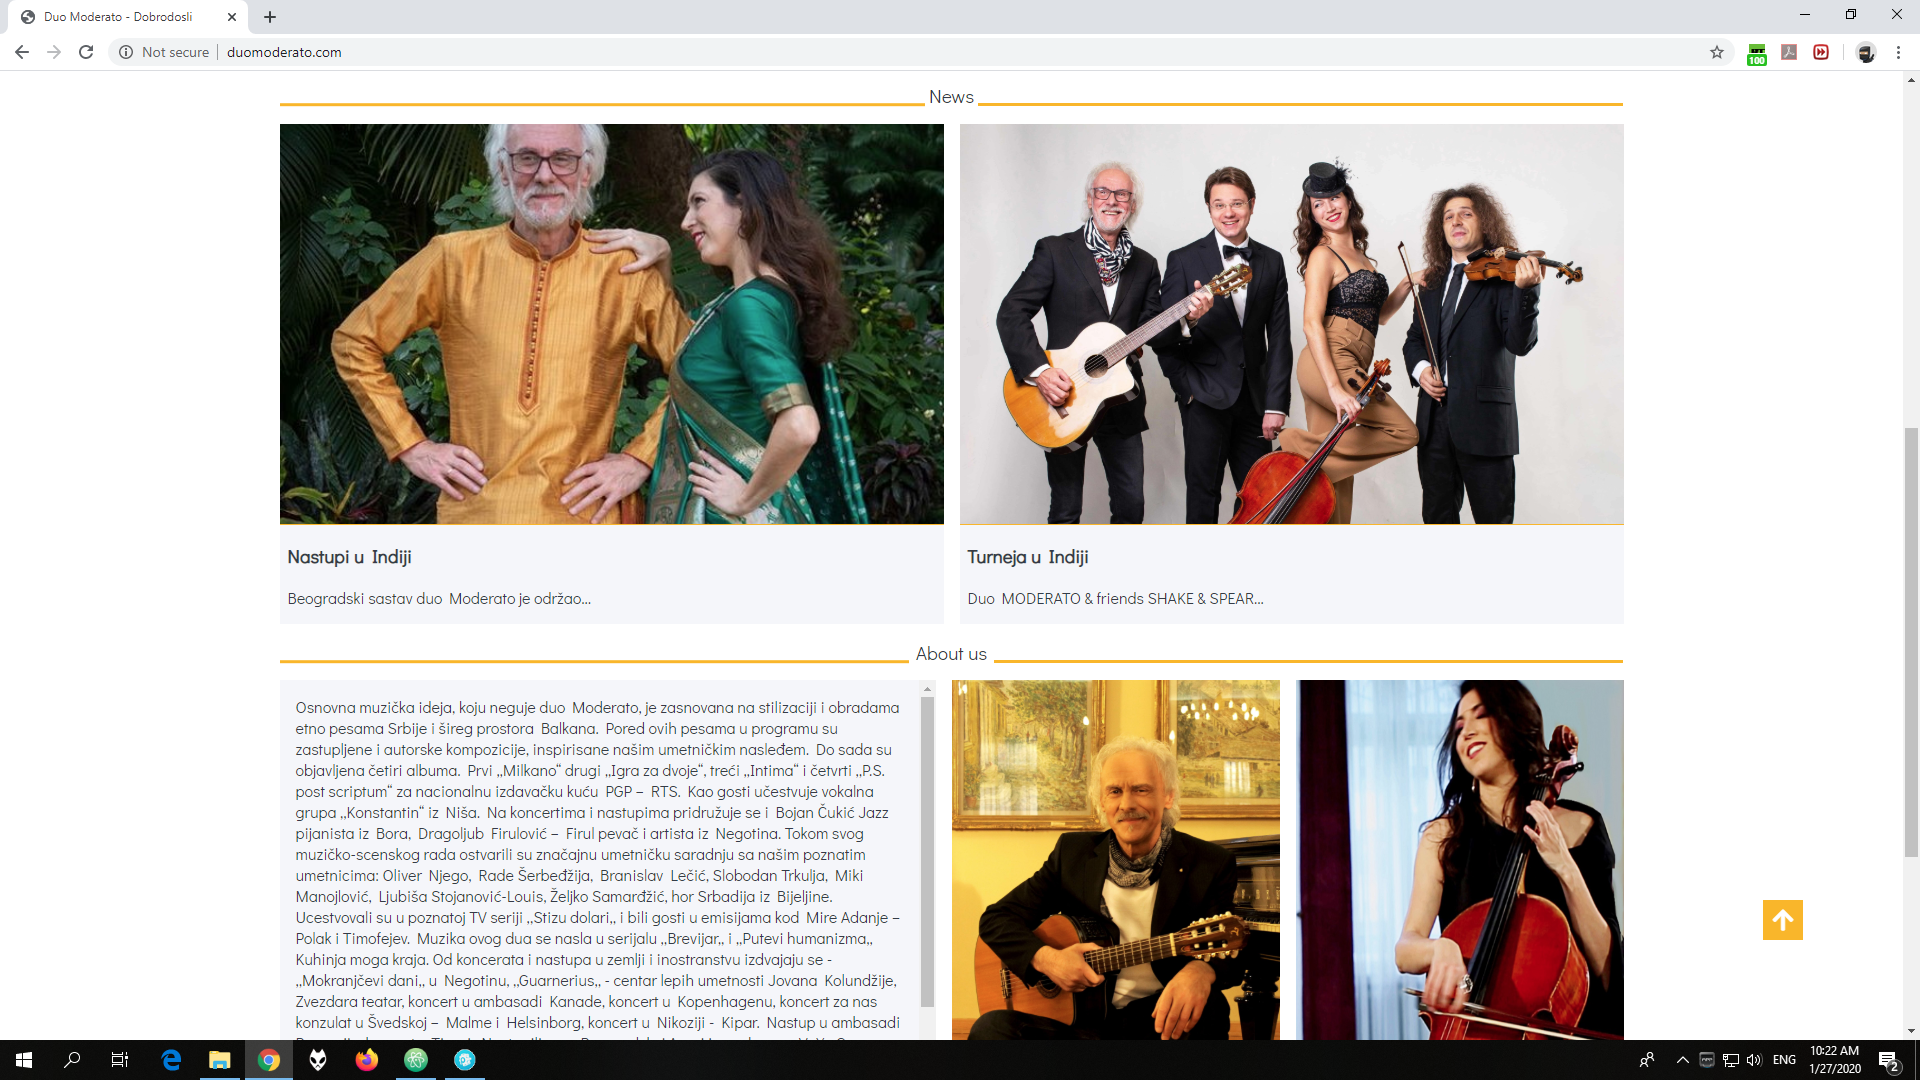 Duo Moderato - Dobrodosli
Not secure
duomoderato.com
100
News
Nastupi u Indiji
Beogradski sastav duo Moderato je održao...
Turneja u Indiji
Duo MODERATO & friends SHAKE & SPEAR...
About us
Osnovna muzička ideja, koju neguje duo Moderato, je zasnovana na stilizaciji i obradama
etno pesama Srbije i šireg prostora Balkana. Pored ovih pesama u programu su
zastupljene i autorske kompozicije, inspirisane našim umetničkim nasleđem. Do sada su
objavljena četiri albuma. Prvi ,,Milkano“ drugi ,,Igra za dvoje“, treći ,,Intima“ i četvrti ,,P.S.
post scriptum“ za nacionalnu izdavačku kuću PGP – RTS. Kao gosti učestvuje vokalna
grupa ,,Konstantin“ iz Niša. Na koncertima i nastupima pridružuje se i Bojan Čukić Jazz
pijanista iz Bora, Dragoljub Firulović – Firul pevač i artista iz Negotina. Tokom svog
muzičko-scenskog rada ostvarili su značajnu umetničku saradnju sa našim poznatim
umetnicima: Oliver Njego, Rade Šerbeđžija, Branislav Lečić, Slobodan Trkulja, Miki
Manojlović, Ljubiša Stojanović-Louis, Željko Samarđžić, hor Srbadija iz Bijeljine.
Ucestvovali su u poznatoj TV seriji ,,Stizu dolari,, i bili gosti u emisijama kod Mire Adanje –
Polak i Timofejev. Muzika ovog dua se nasla u serijalu ,,Brevijar,, i ,,Putevi humanizma,,
Kuhinja moga kraja. Od koncerata i nastupa u zemlji i inostranstvu izdvajaju se -
,,Mokranjčevi dani,, u Negotinu, ,,Guarnerius,, - centar lepih umetnosti Jovana Kolundžije,
Zvezdara teatar, koncert u ambasadi Kanade, koncert u Kopenhagenu, koncert za nas
konzulat u Švedskoj – Malme i Helsinborg, koncert u Nikoziji - Kipar. Nastup u ambasadi
ENG
10:22 AM
1/27/2020
2